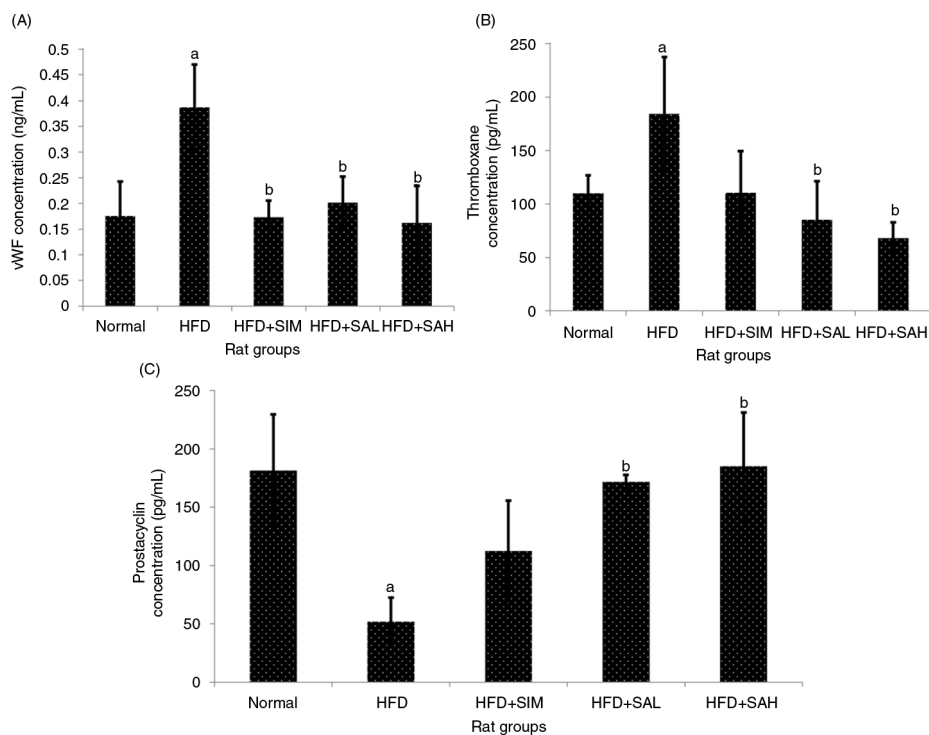 (A)
vWF concentration (ng/mL)
0.5
0.45
0.4
0.35
0.3
0.25
0.2
0.15
0.1
0.05
0
a
b
b
b
Normal HFD HFD+SIM HFD+SAL HFD+SAH
Rat groups
(B)
Thromboxane
concentration (pg/mL)
250
200
150
100
50
0
a
b
b
Normal HFD HFD+SIM HFD+SAL HFD+SAH
Rat groups
(C)
Prostacyclin
concentration (pg/mL)
250
200
150
100
50
0
a
b
b
Normal HFD HFD+SIM HFD+SAL HFD+SAH
Rat groups